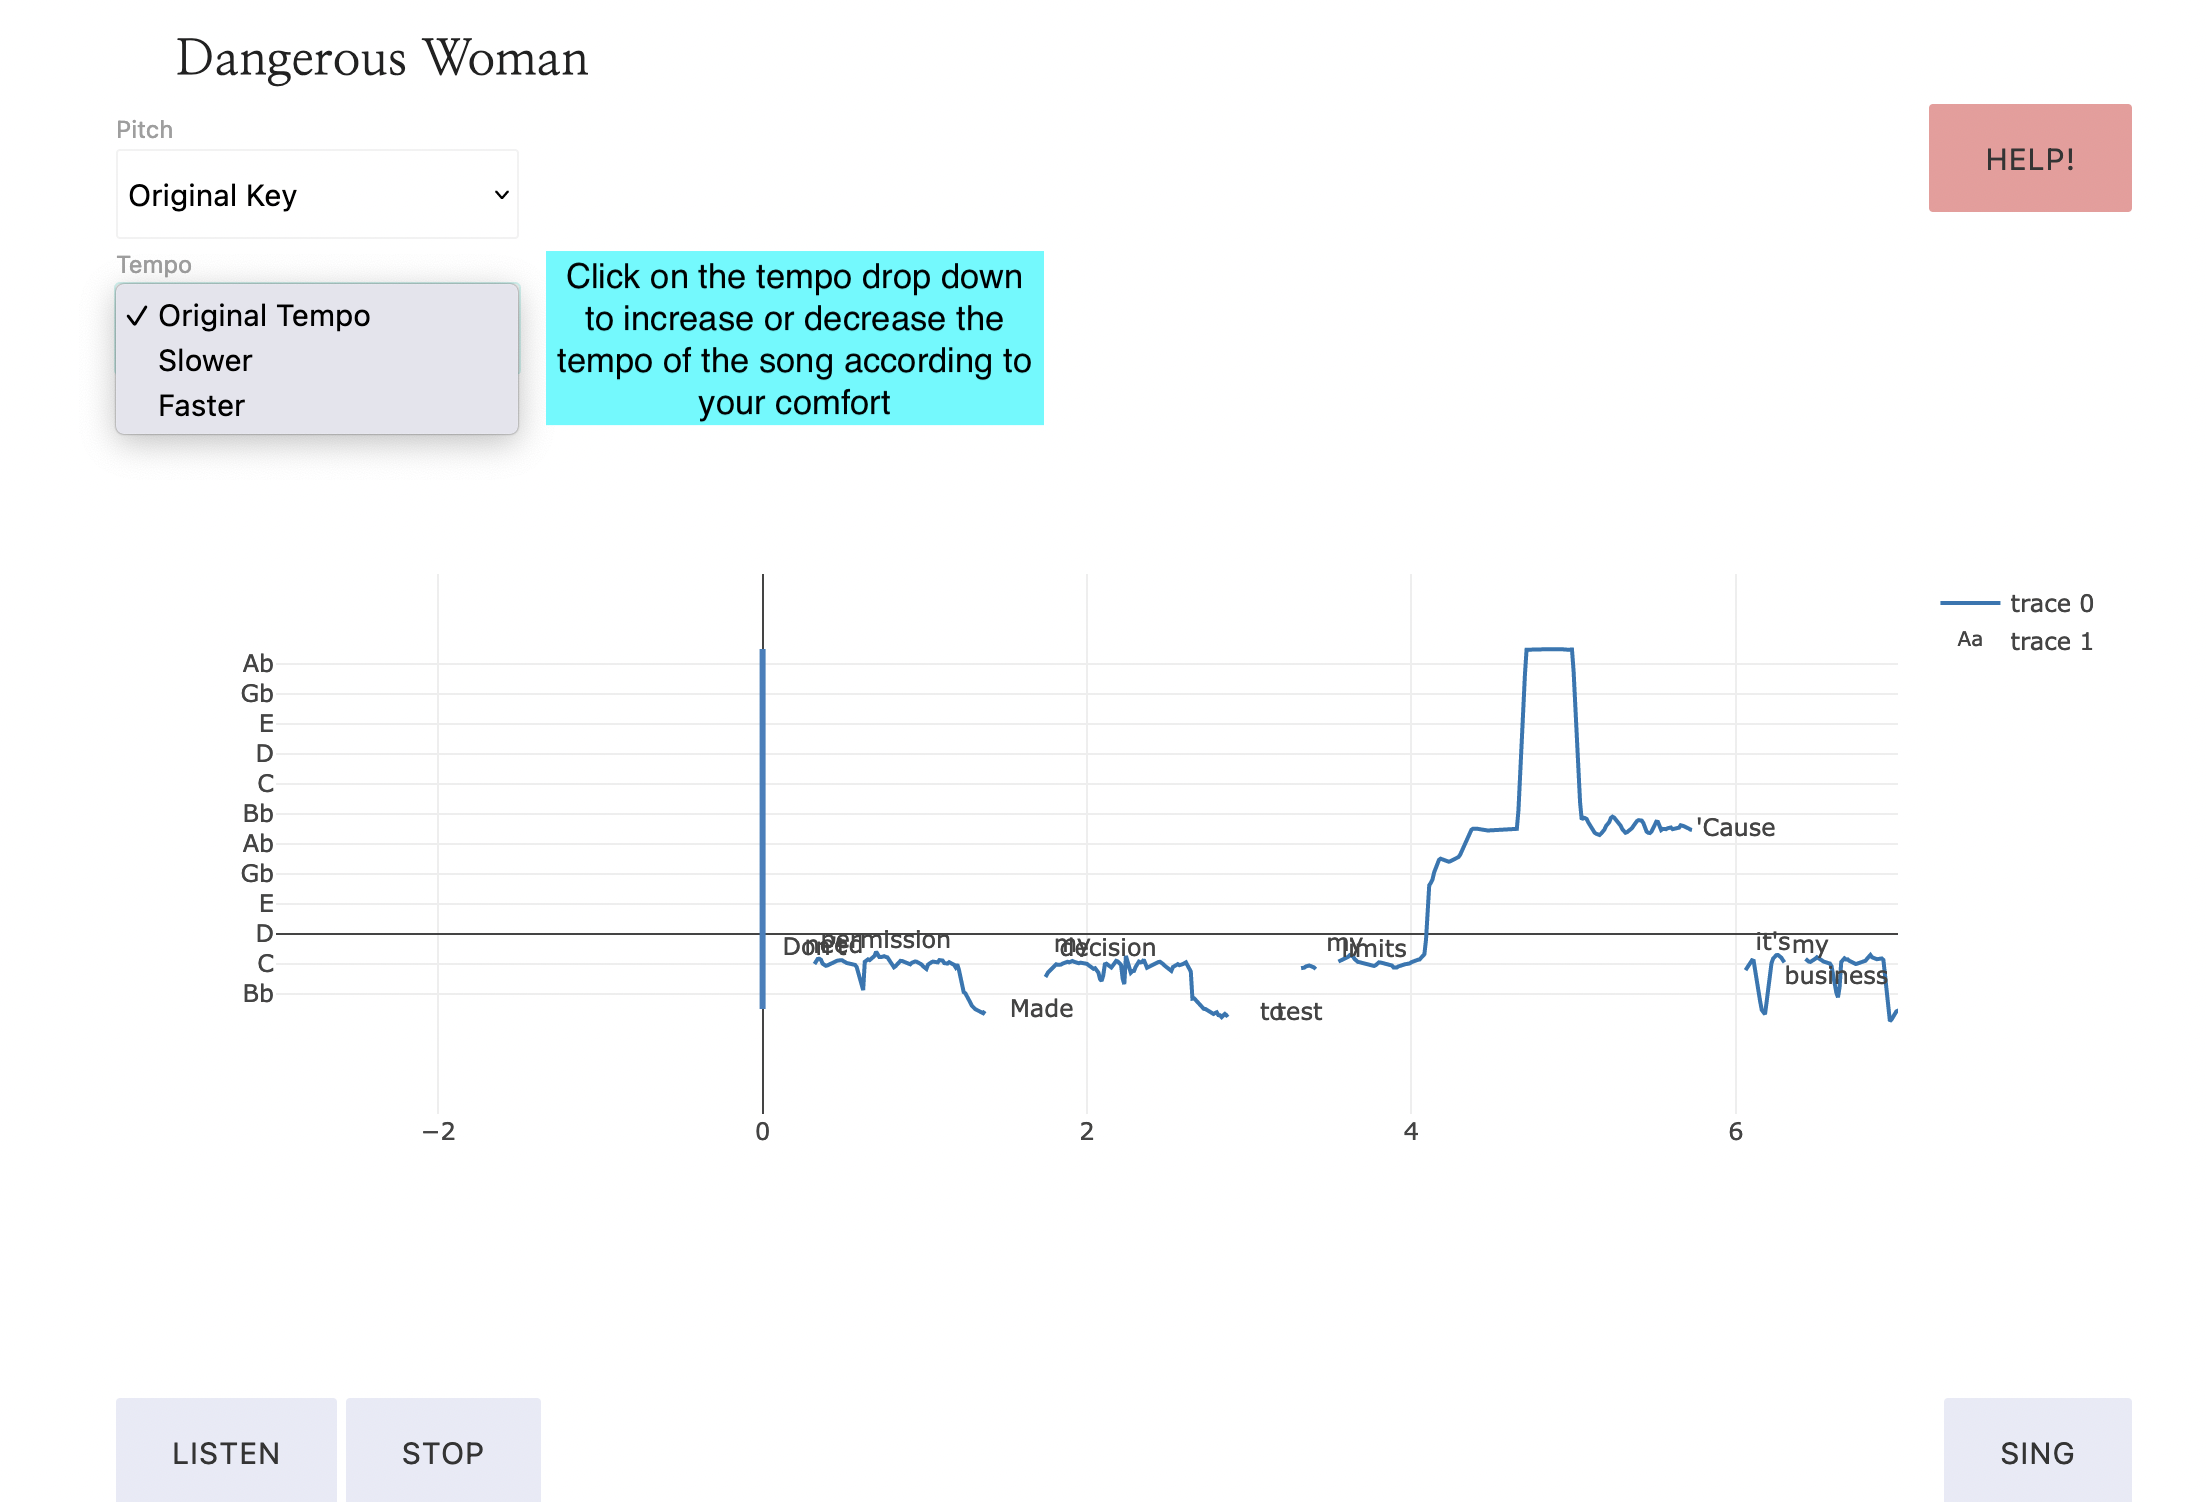 Dangerous Woman
Pitch
HELP!
Original Key
Tempo
✓ Original Tempo
Slower
Faster
Click on the tempo drop down
to increase or decrease the
tempo of the song according to
your comfort
trace 0
Aa trace 1
Ab
Gb
E
D
C
Bb
Ab
Gb
E
D
C
Bb
Don't need permission
Made my decision
to test my limits
'Cause it's my business
−2 0 2 4 6
LISTEN STOP SING